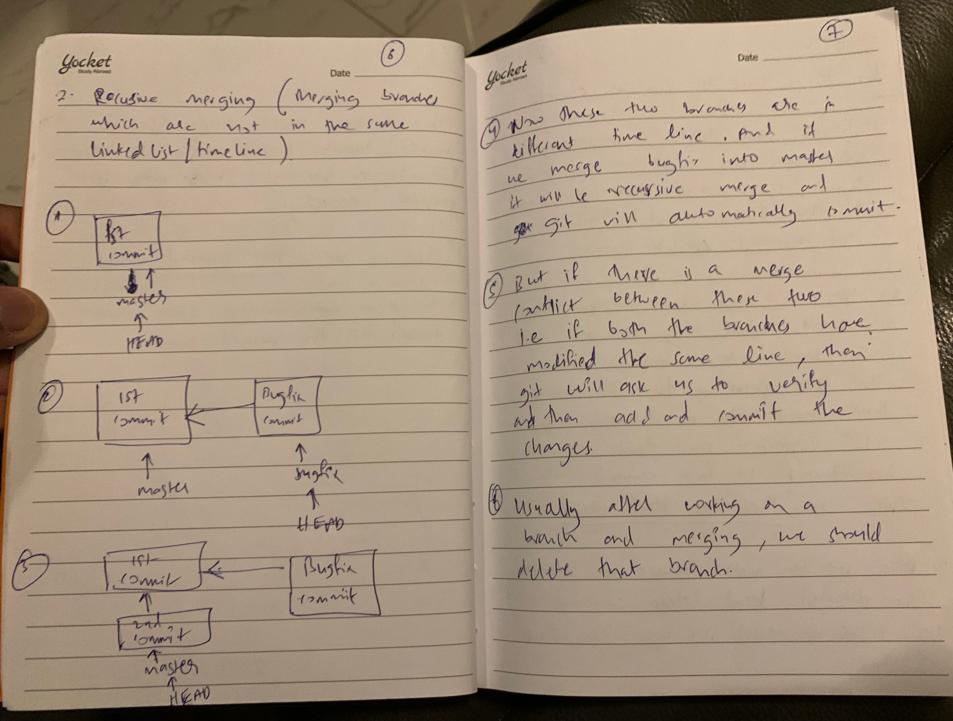 Yocket
Study Abroad
6
Date
2. Recusive merging (Merging branches
which are not in the same
linked list / timeline)
1
1st
commit
master
HEAD
2
1st
commit
Bugfix
commit
master
Bugfix
HEAD
3
1st
commit
Bugfix
commit
2nd
commit
master
HEAD
7
Yocket
Study Abroad
Date
4 Now these two branches are in
different time line. And if
we merge bugfix into master
it will be recursive merge and
git will automatically commit.
5 But if there is a merge
conflict between these two
i.e if both the branches have
modified the same line, then
git will ask us to verify
and then add and commit the
changes.
6 Usually after working on a
branch and merging, we should
delete that branch.